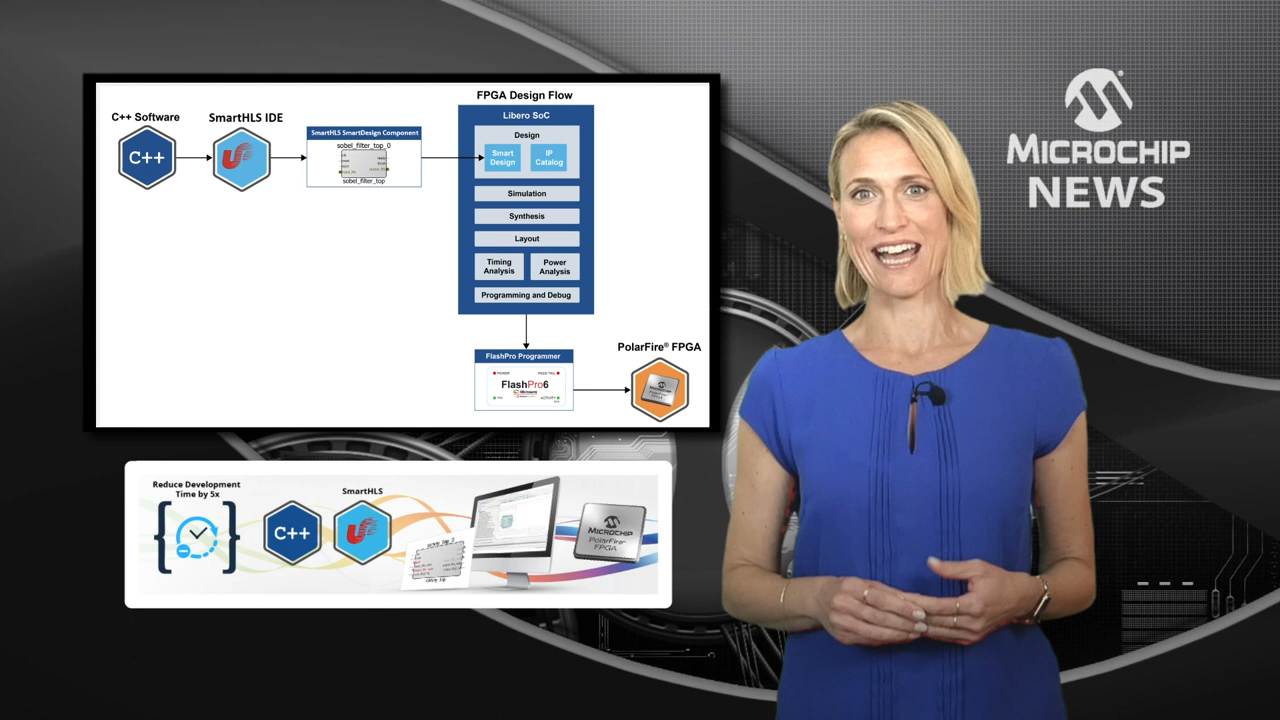 FPGA Design Flow
C++ Software
SmartHLS IDE
C++
SmartHLS SmartDesign Component
sobel_filter_top_0
sobel_filter_top
Libero SoC
Design
Smart
Design
IP
Catalog
Simulation
Synthesis
Layout
Timing
Analysis
Power
Analysis
Programming and Debug
FlashPro Programmer
POWER
FlashPro6
PolarFire® FPGA
MICROCHIP
NEWS
Reduce Development
Time by 5x
SmartHLS
C++
MICROCHIP
PolarFire®
FPGA